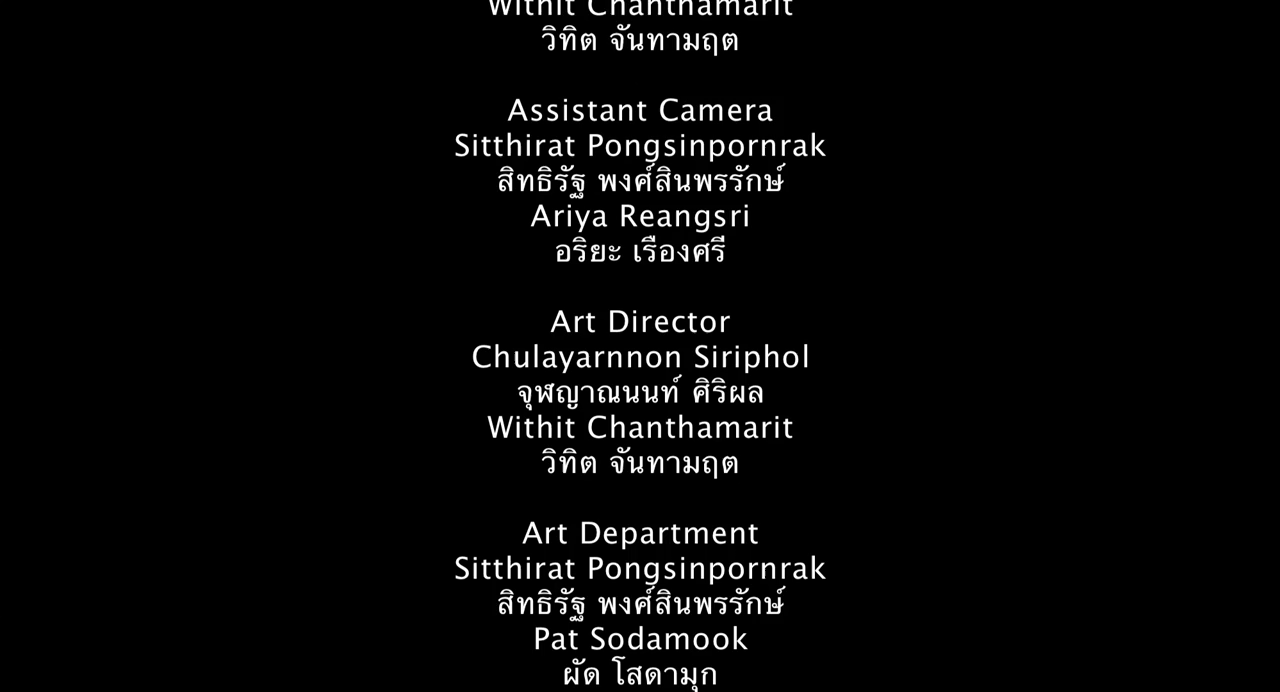 Withit Chanthamarit
วิทิต จันทามฤต
Assistant Camera
Sitthirat Pongsinpornrak
สิทธิรัฐ พงศ์สินพรรักษ์
Ariya Reangsri
อริยะ เรืองศรี
Art Director
Chulayarnnon Siriphol
จุฬญาณนนท์ ศิริผล
Withit Chanthamarit
วิทิต จันทามฤต
Art Department
Sitthirat Pongsinpornrak
สิทธิรัฐ พงศ์สินพรรักษ์
Pat Sodamook
ผัด โสดามุก